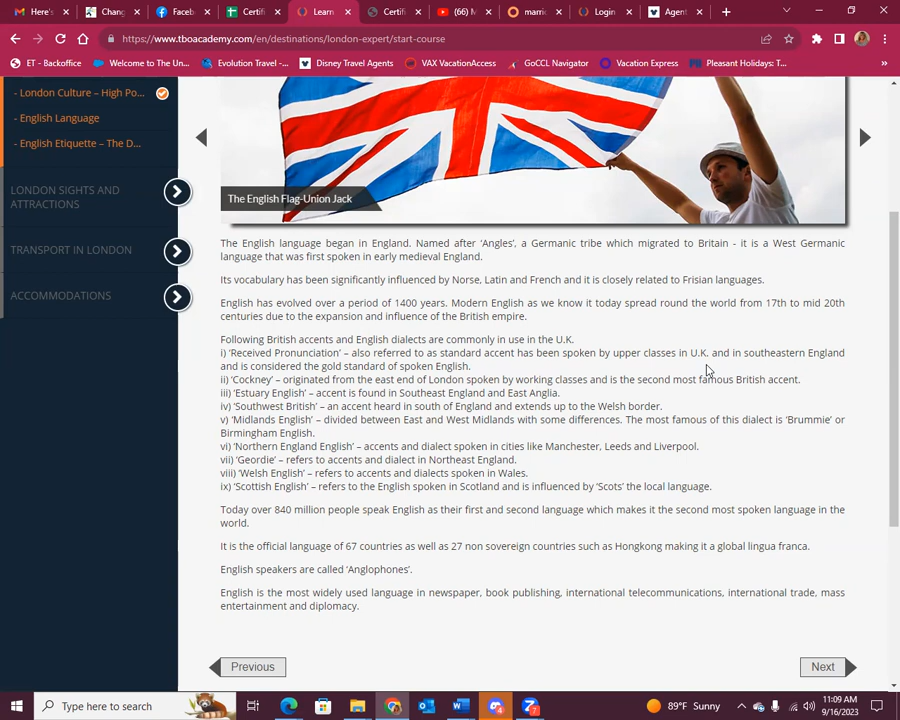 Here's
Chang
Faceb
Certifi
Learn
Certifi
(66) M
marri
Login
Agent
https://www.tboacademy.com/en/destinations/london-expert/start-course
ET - Backoffice
Welcome to The Un...
Evolution Travel -...
Disney Travel Agents
VAX VacationAccess
GoCCL Navigator
Vacation Express
Pleasant Holidays: T...
- London Culture – High Po...
- English Language
- English Etiquette – The D...
LONDON SIGHTS AND
ATTRACTIONS
TRANSPORT IN LONDON
ACCOMMODATIONS
The English Flag-Union Jack
The English language began in England. Named after 'Angles', a Germanic tribe which migrated to Britain - it is a West Germanic
language that was first spoken in early medieval England.
Its vocabulary has been significantly influenced by Norse, Latin and French and it is closely related to Frisian languages.
English has evolved over a period of 1400 years. Modern English as we know it today spread round the world from 17th to mid 20th
centuries due to the expansion and influence of the British empire.
Following British accents and English dialects are commonly in use in the U.K.
i) 'Received Pronunciation' – also referred to as standard accent has been spoken by upper classes in U.K. and in southeastern England
and is considered the gold standard of spoken English.
ii) 'Cockney' – originated from the east end of London spoken by working classes and is the second most famous British accent.
iii) 'Estuary English' – accent is found in Southeast England and East Anglia.
iv) 'Southwest British' – an accent heard in south of England and extends up to the Welsh border.
v) 'Midlands English' – divided between East and West Midlands with some differences. The most famous of this dialect is 'Brummie' or
Birmingham English.
vi) 'Northern England English' – accents and dialect spoken in cities like Manchester, Leeds and Liverpool.
vii) 'Geordie' – refers to accents and dialect in Northeast England.
viii) 'Welsh English' – refers to accents and dialects spoken in Wales.
ix) 'Scottish English' – refers to the English spoken in Scotland and is influenced by 'Scots' the local language.
Today over 840 million people speak English as their first and second language which makes it the second most spoken language in the
world.
It is the official language of 67 countries as well as 27 non sovereign countries such as Hongkong making it a global lingua franca.
English speakers are called 'Anglophones'.
English is the most widely used language in newspaper, book publishing, international telecommunications, international trade, mass
entertainment and diplomacy.
Previous
Next
Type here to search
89°F Sunny
11:09 AM
9/16/2023